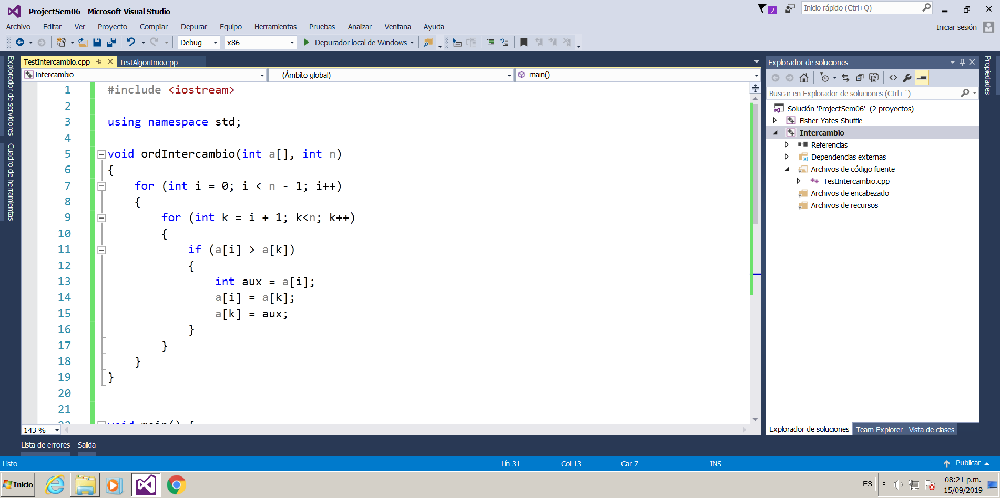 ProjectSem06 - Microsoft Visual Studio
2
Inicio rápido (Ctrl+Q)
Archivo Editar Ver Proyecto Compilar Depurar Equipo Herramientas Pruebas Analizar Ventana Ayuda
Iniciar sesión
Debug x86 Depurador local de Windows
Explorador de servidores
Cuadro de herramientas
TestIntercambio.cpp TestAlgoritmo.cpp
Intercambio (Ámbito global) main()
1 #include <iostream>
2
3 using namespace std;
4
5 void ordIntercambio(int a[], int n)
6 {
7 for (int i = 0; i < n - 1; i++)
8 {
9 for (int k = i + 1; k<n; k++)
10 {
11 if (a[i] > a[k])
12 {
13 int aux = a[i];
14 a[i] = a[k];
15 a[k] = aux;
16 }
17 }
18 }
19 }
20
21
22 void main() {
143 %
Explorador de soluciones
Buscar en Explorador de soluciones (Ctrl+´)
Solución 'ProjectSem06' (2 proyectos)
Fisher-Yates-Shuffle
Intercambio
Referencias
Dependencias externas
Archivos de código fuente
TestIntercambio.cpp
Archivos de encabezado
Archivos de recursos
Explorador de soluciones Team Explorer Vista de clases
Propiedades
Lista de errores Salida
Listo Lín 31 Col 13 Car 7 INS Publicar
Inicio
ES
08:21 p.m.
15/09/2019